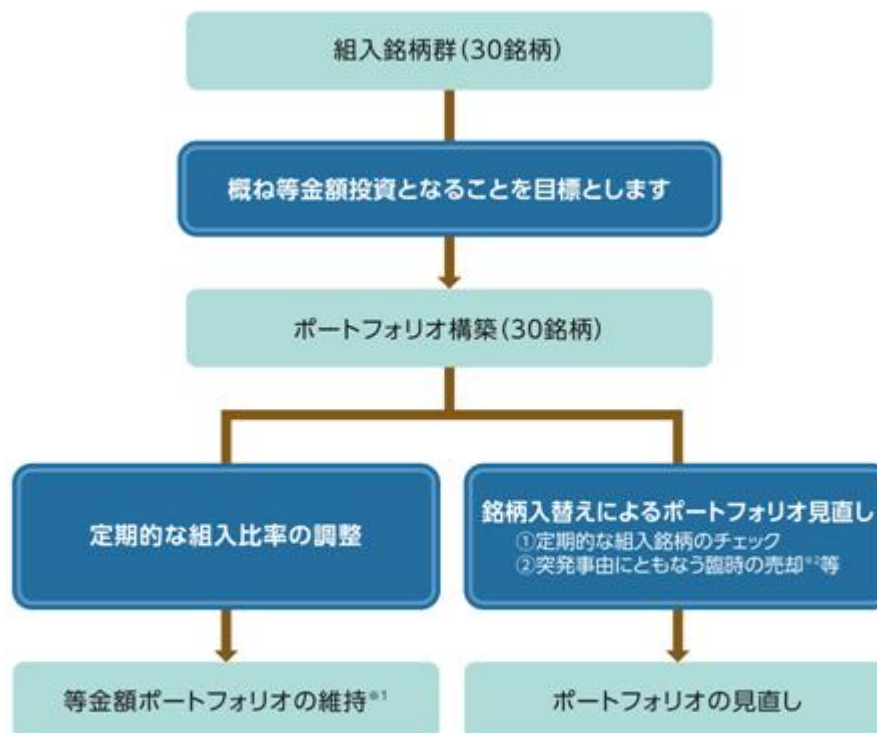 組入銘柄群(30銘柄)
概ね等金額投資となることを目標とします
ポートフォリオ構築(30銘柄)
定期的な組入比率の調整
銘柄入替えによるポートフォリオ見直し
①定期的な組入銘柄のチェック
②突発事由にともなう臨時の売却※2等
等金額ポートフォリオの維持※1
ポートフォリオの見直し